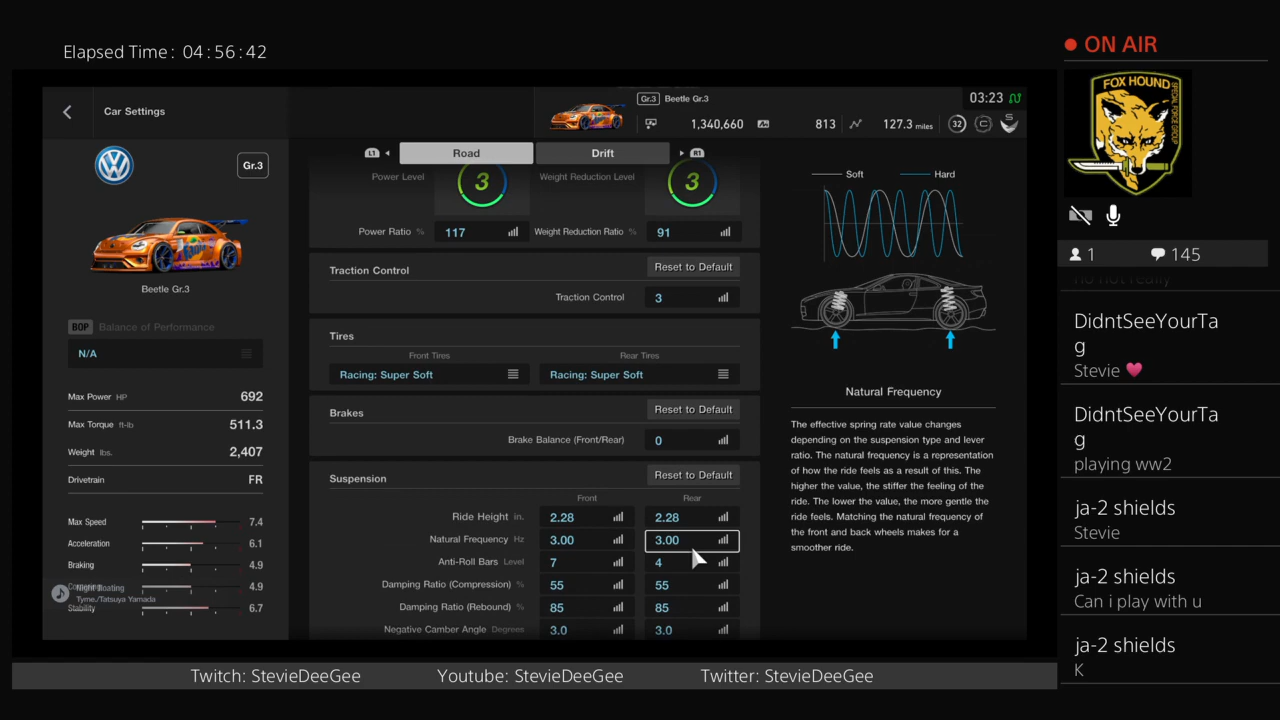 Elapsed Time: 04:56:42
ON AIR
FOX HOUND
SPECIAL FORCE GROUP
1
145
DidntSeeYourTa
g
Stevie
DidntSeeYourTa
g
playing ww2
ja-2 shields
Stevie
ja-2 shields
Can i play with u
ja-2 shields
K
Car Settings
Gr.3 Beetle Gr.3
03:23
1,340,660
813
127.3 miles
32
C
S
L1 Road Drift R1
Gr.3
Beetle Gr.3
BOP Balance of Performance
N/A
Max Power HP 692
Max Torque ft-lb 511.3
Weight lbs. 2,407
Drivetrain FR
Max Speed 7.4
Acceleration 6.1
Braking 4.9
Cornering 4.9
Stability 6.7
Night Boating
Tyme./Tatsuya Yamada
Power Level 3 Weight Reduction Level 3
Power Ratio % 117 Weight Reduction Ratio % 91
Traction Control Reset to Default
Traction Control 3
Tires
Front Tires Rear Tires
Racing: Super Soft Racing: Super Soft
Brakes Reset to Default
Brake Balance (Front/Rear) 0
Suspension Reset to Default
Front Rear
Ride Height in. 2.28 2.28
Natural Frequency Hz 3.00 3.00
Anti-Roll Bars Level 7 4
Damping Ratio (Compression) % 55 55
Damping Ratio (Rebound) % 85 85
Negative Camber Angle Degrees 3.0 3.0
Soft Hard
Natural Frequency
The effective spring rate value changes
depending on the suspension type and lever
ratio. The natural frequency is a representation
of how the ride feels as a result of this. The
higher the value, the stiffer the feeling of the
ride. The lower the value, the more gentle the
ride feels. Matching the natural frequency of
the front and back wheels makes for a
smoother ride.
Twitch: StevieDeeGee Youtube: StevieDeeGee Twitter: StevieDeeGee